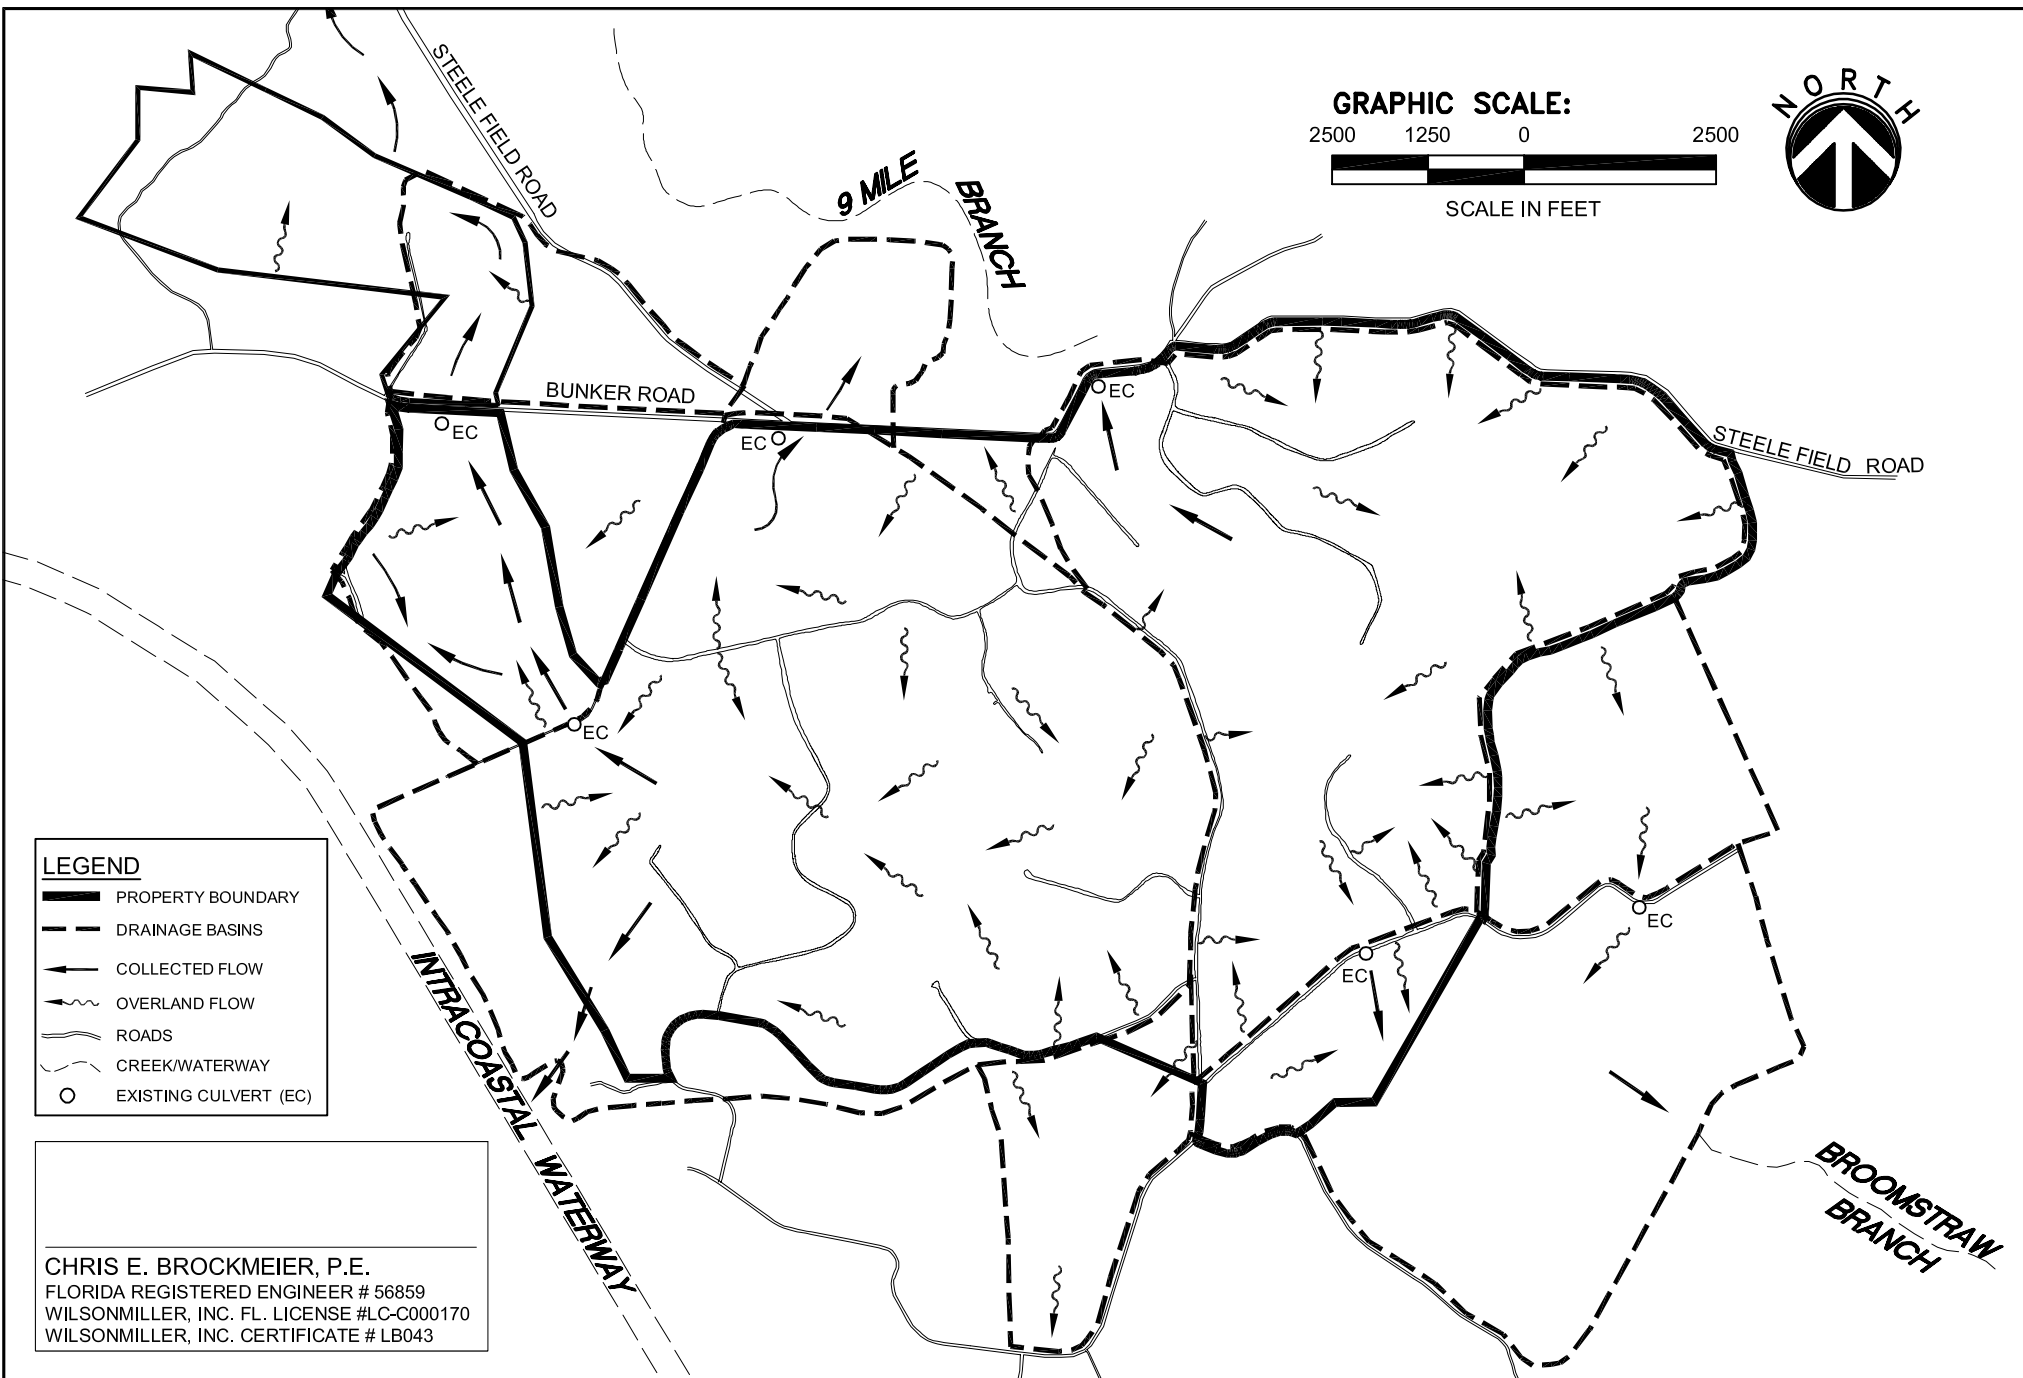 STEELE FIELD ROAD
9 MILE
BRANCH
GRAPHIC SCALE:
2500 1250 0 2500
SCALE IN FEET
NORTH
BUNKER ROAD
EC
EC
EC
STEELE FIELD ROAD
EC
EC
EC
LEGEND
PROPERTY BOUNDARY
DRAINAGE BASINS
COLLECTED FLOW
OVERLAND FLOW
ROADS
CREEK/WATERWAY
EXISTING CULVERT (EC)
INTRACOASTAL WATERWAY
BROOMSTRAW
BRANCH
CHRIS E. BROCKMEIER, P.E.
FLORIDA REGISTERED ENGINEER # 56859
WILSONMILLER, INC. FL. LICENSE #LC-C000170
WILSONMILLER, INC. CERTIFICATE # LB043